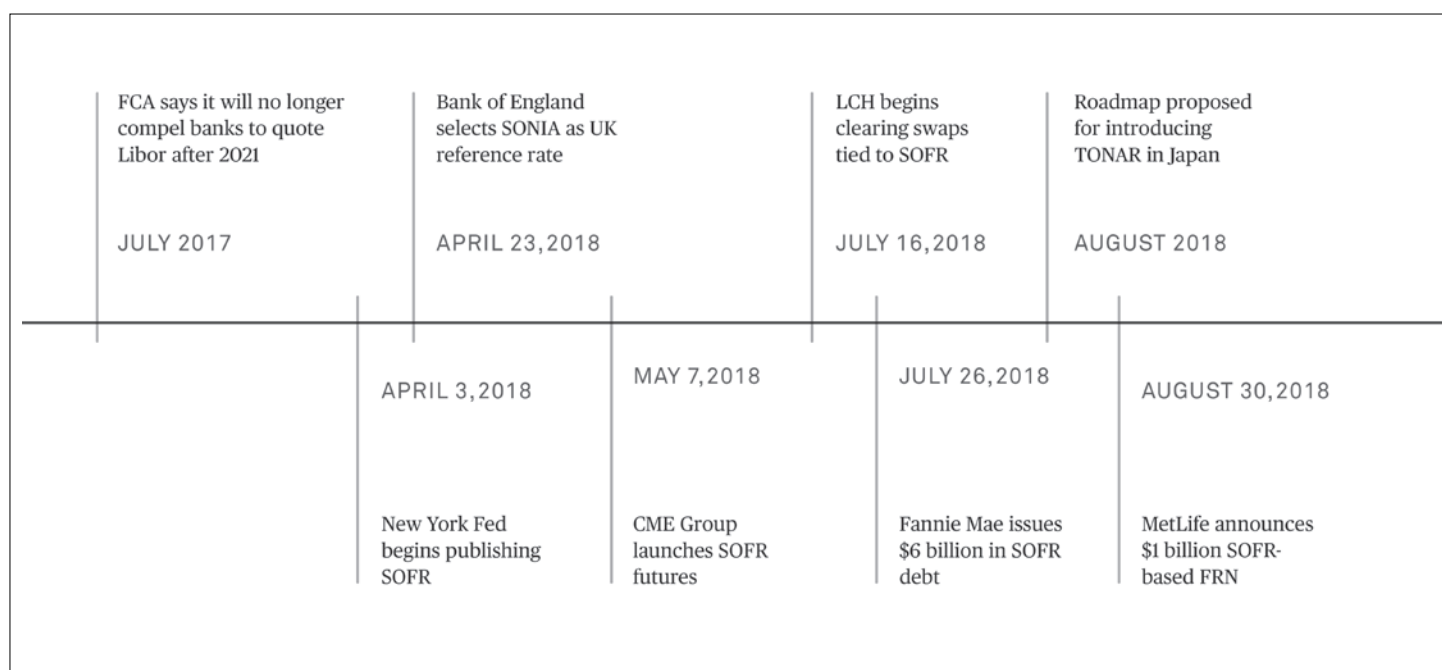 FCA says it will no longer
compel banks to quote
Libor after 2021
JULY 2017
Bank of England
selects SONIA as UK
reference rate
APRIL 23,2018
LCH begins
clearing swaps
tied to SOFR
JULY 16,2018
Roadmap proposed
for introducing
TONAR in Japan
AUGUST 2018
APRIL 3,2018
New York Fed
begins publishing
SOFR
MAY 7,2018
CME Group
launches SOFR
futures
JULY 26,2018
Fannie Mae issues
$6 billion in SOFR
debt
AUGUST 30,2018
MetLife announces
$1 billion SOFR-
based FRN